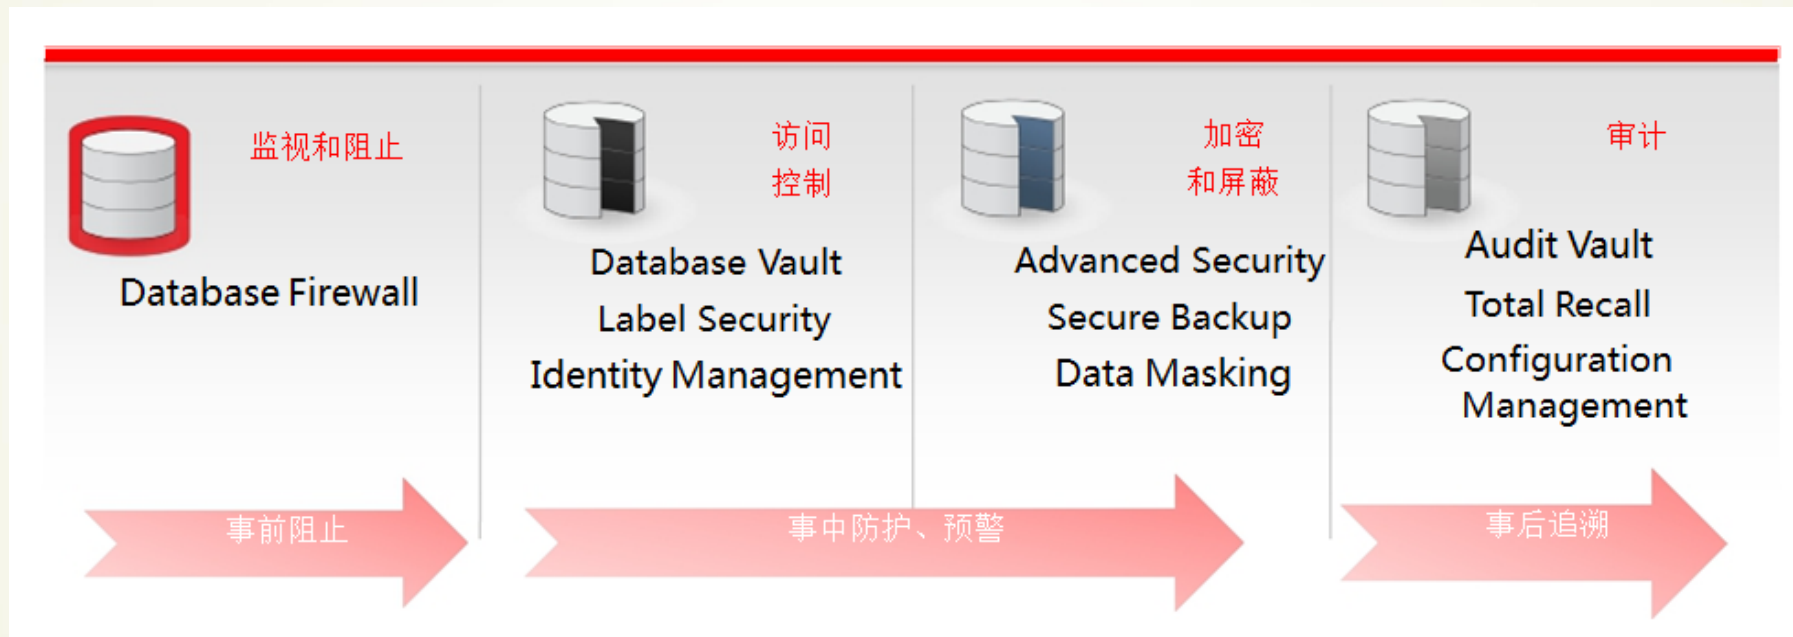 监视和阻止
Database Firewall
访问
控制
Database Vault
Label Security
Identity Management
加密
和屏蔽
Advanced Security
Secure Backup
Data Masking
审计
Audit Vault
Total Recall
Configuration
Management
事前阻止
事中防护、预警
事后追溯